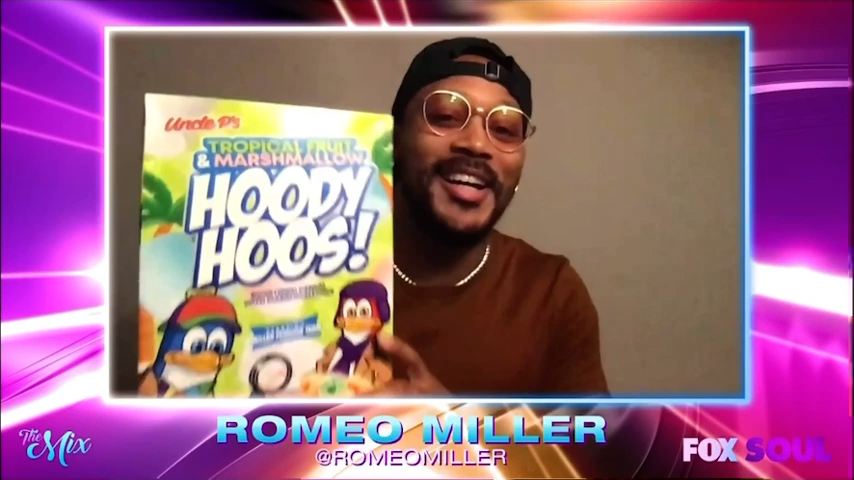 Uncle P's
TROPICAL FRUIT
& MARSHMALLOW
HOODY
HOOS!
ROMEO MILLER
@ROMEOMILLER
The Mix
FOX SOUL